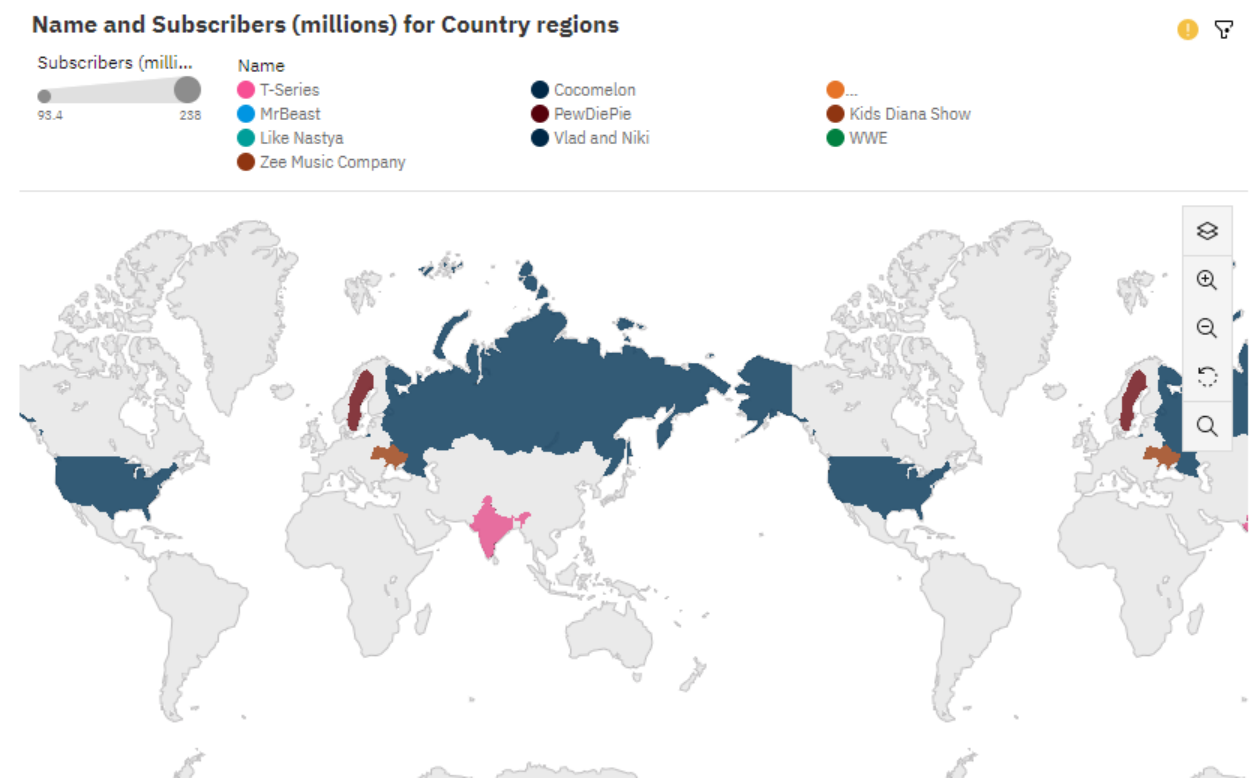 Name and Subscribers (millions) for Country regions
Subscribers (milli...
93.4 238
Name
T-Series Cocomelon ...
MrBeast PewDiePie Kids Diana Show
Like Nastya Vlad and Niki WWE
Zee Music Company